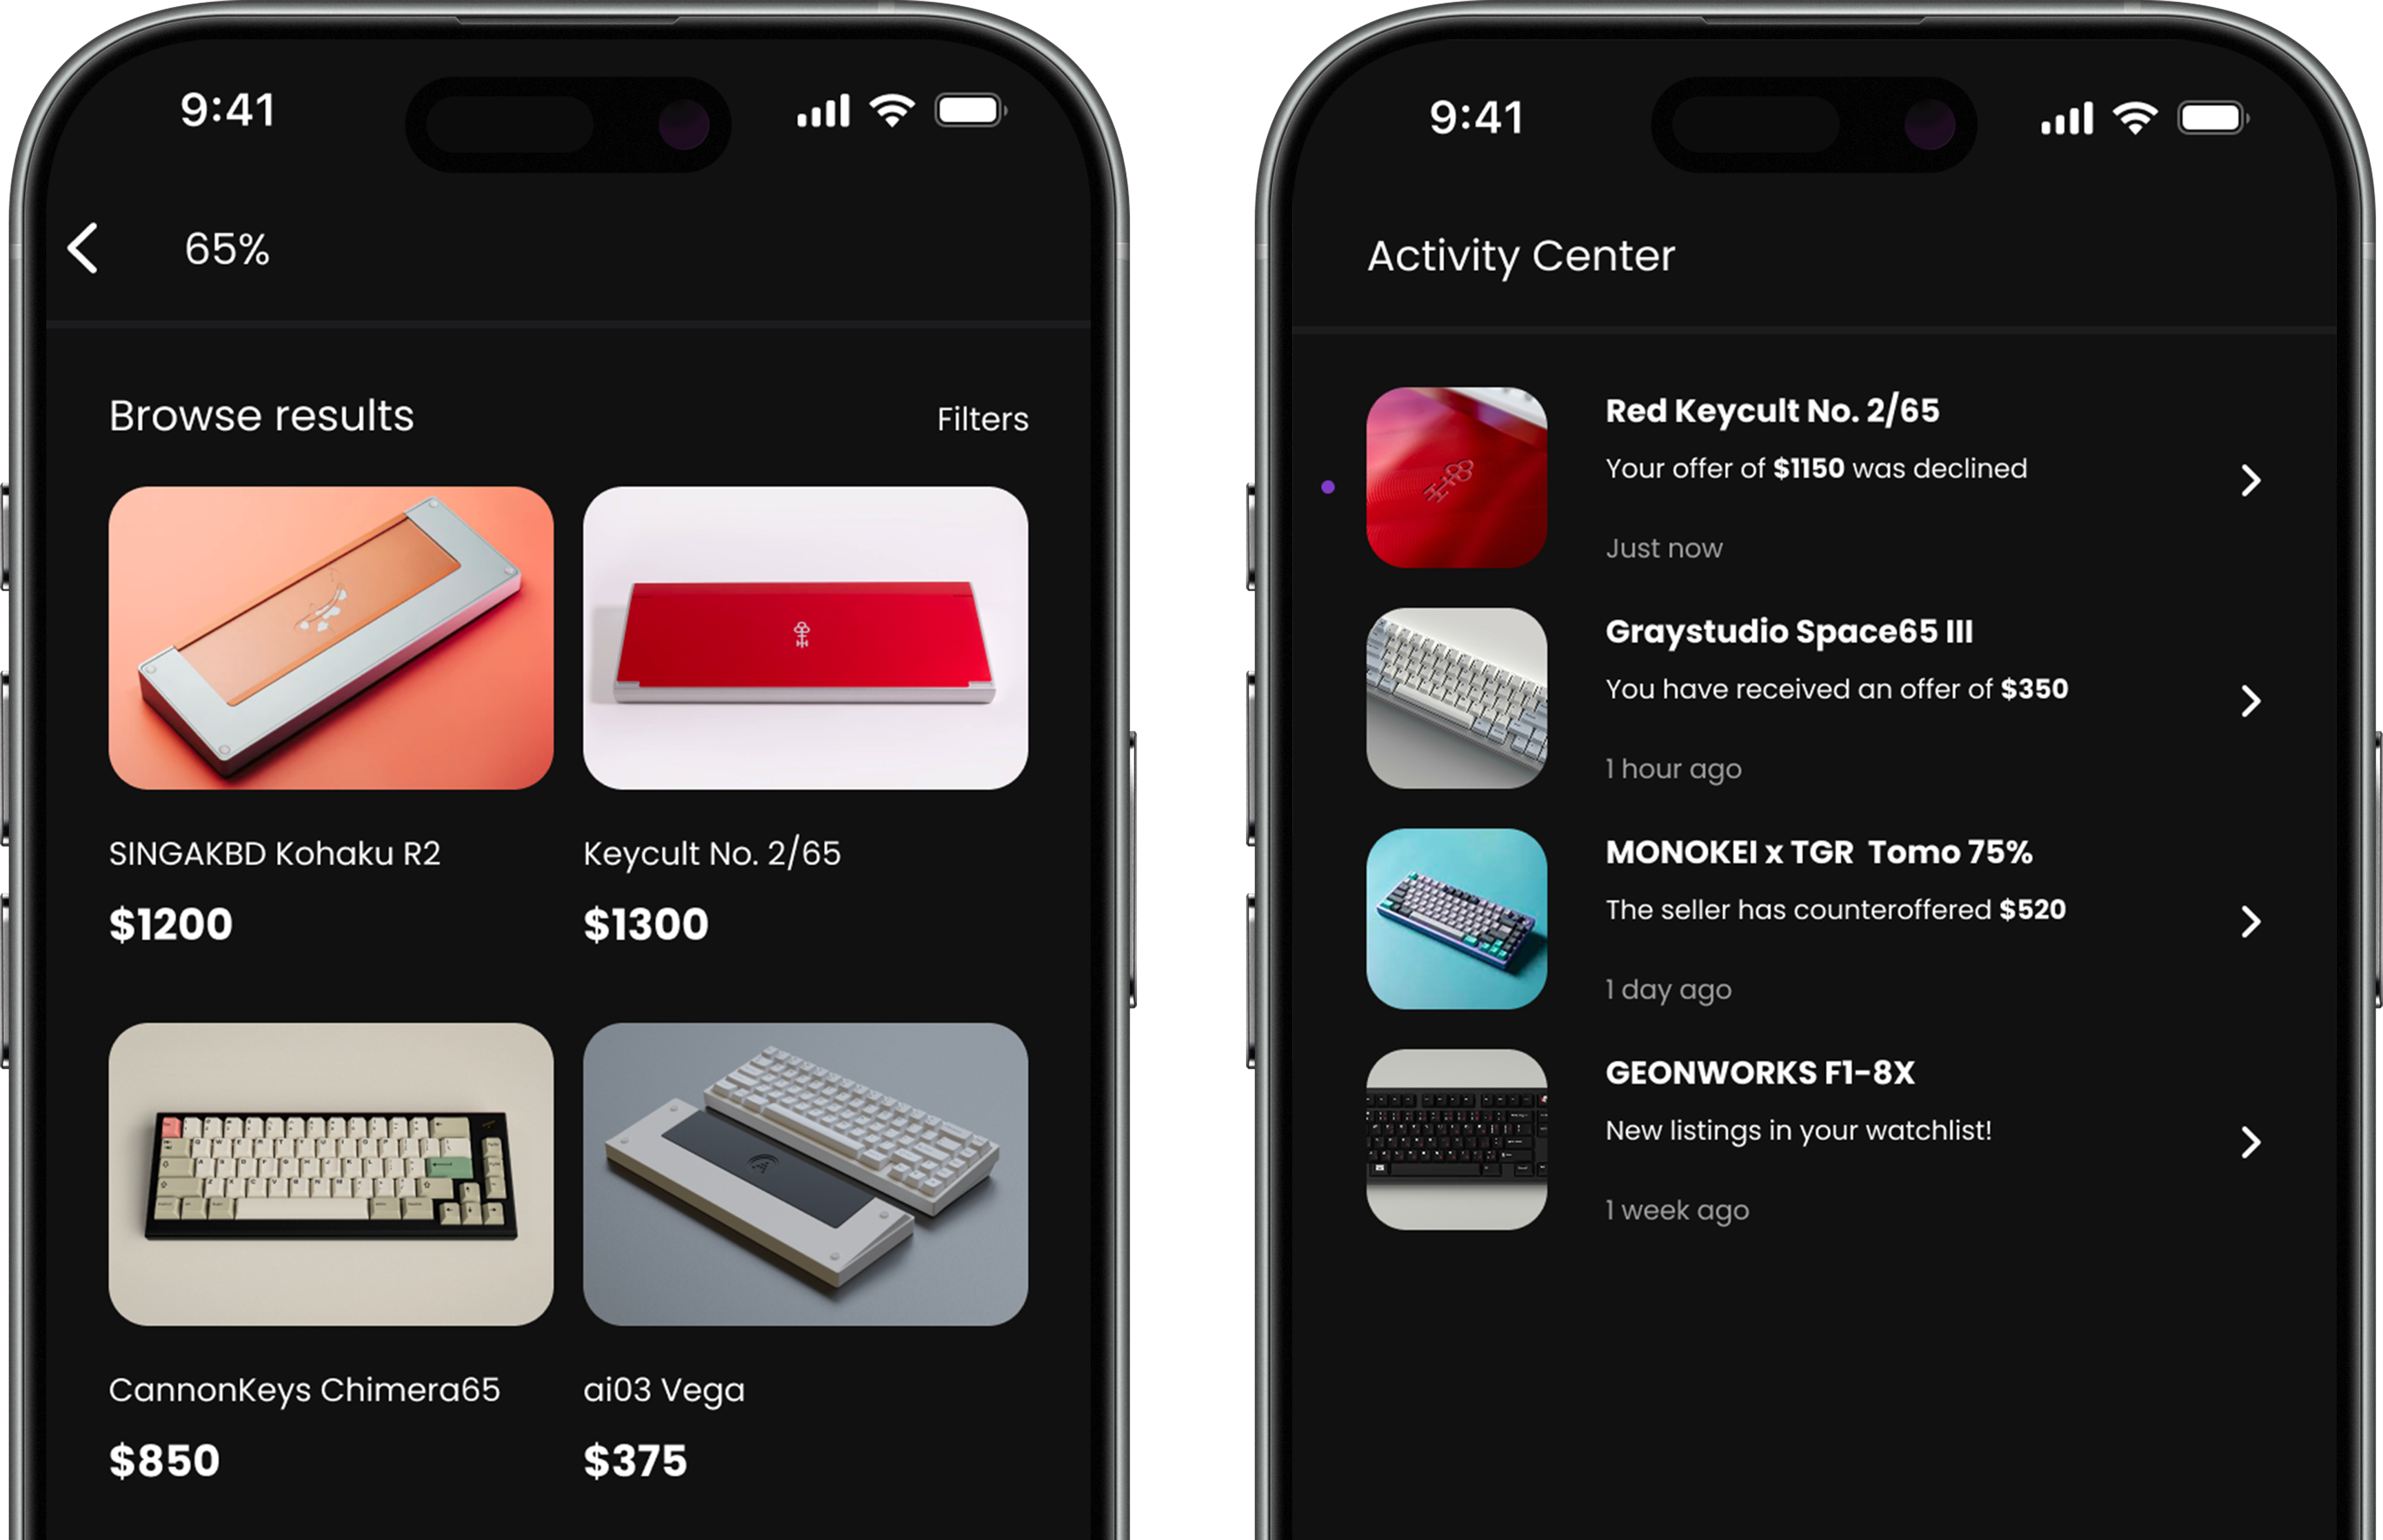 9:41
65%
Browse results
Filters
SINGAKBD Kohaku R2
$1200
Keycult No. 2/65
$1300
CannonKeys Chimera65
$850
ai03 Vega
$375
9:41
Activity Center
Red Keycult No. 2/65
Your offer of $1150 was declined
Just now
Graystudio Space65 III
You have received an offer of $350
1 hour ago
MONOKEI x TGR  Tomo 75%
The seller has counteroffered $520
1 day ago
GEONWORKS F1-8X
New listings in your watchlist!
1 week ago